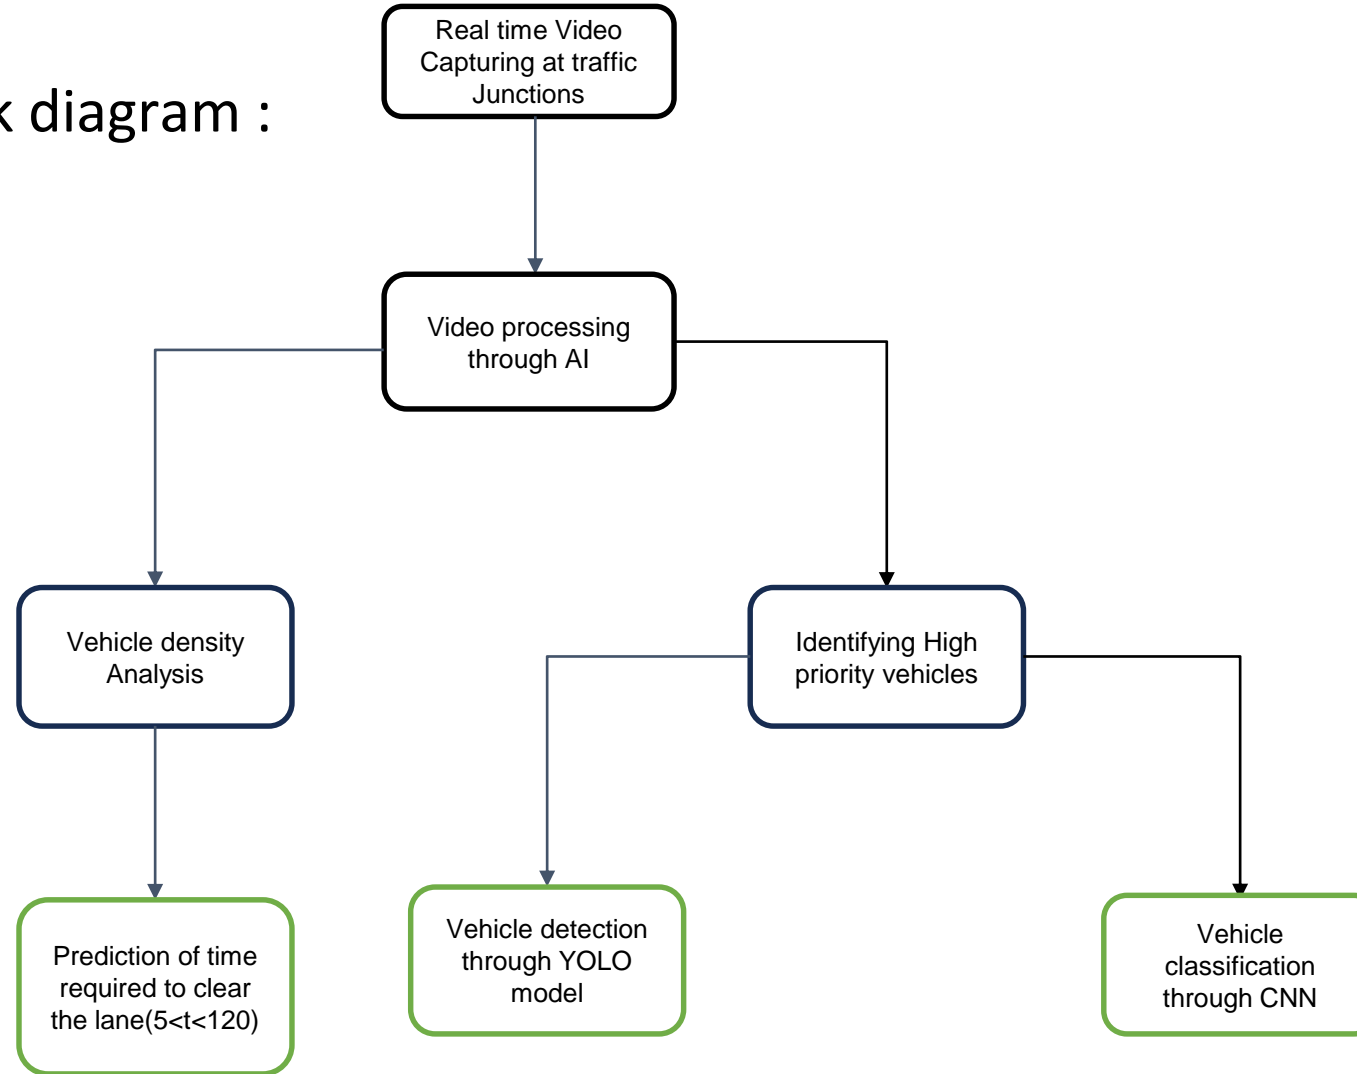 Real time Video
Capturing at traffic
Junctions
k diagram :
Video processing
through AI
Vehicle density
Analysis
Identifying High
priority vehicles
Prediction of time
required to clear
the lane(5<t<120)
Vehicle detection
through YOLO
model
Vehicle
classification
through CNN